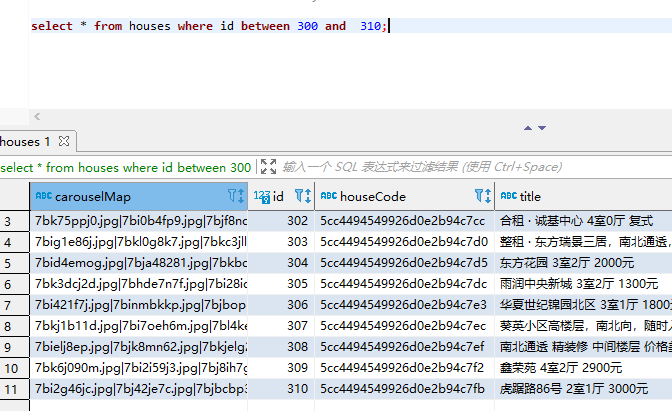 select * from houses where id between 300 and  310;
houses 1
select * from houses where id between 300 输入一个 SQL 表达式来过滤结果 (使用 Ctrl+Space)
ABC carouselMap 123 id ABC houseCode ABC title
3 7bk75ppj0.jpg|7bi0b4fp9.jpg|7bjf8nd 302 5cc4494549926d0e2b94c7cc 合租 · 诚基中心 4室0厅 复式
4 7big1e86j.jpg|7bkl0g8k7.jpg|7bkc3jll 303 5cc4494549926d0e2b94c7d0 整租 · 东方瑞景三居，南北通透，
5 7bid4emog.jpg|7bja48281.jpg|7bkbc 304 5cc4494549926d0e2b94c7d5 东方花园 3室2厅 2000元
6 7bk3dcj2d.jpg|7bhde7n7f.jpg|7bi28i 305 5cc4494549926d0e2b94c7dc 雨润中央新城 3室2厅 1300元
7 7bi421f7j.jpg|7binmbkkp.jpg|7bjbop 306 5cc4494549926d0e2b94c7e3 华夏世纪锦园北区 3室1厅 1800
8 7bkj1b11d.jpg|7bi7oeh6m.jpg|7bl4ke 307 5cc4494549926d0e2b94c7ec 葵英小区高楼层，南北向，随时入
9 7bielj8ep.jpg|7bjk8mn62.jpg|7bkjelg 308 5cc4494549926d0e2b94c7ef 南北通透 精装修 中间楼层 价格
10 7bk6j090m.jpg|7bi2i59j3.jpg|7bj8ih7 309 5cc4494549926d0e2b94c7f2 鑫荣苑 4室2厅 2900元
11 7bi2g46jc.jpg|7bj42je7c.jpg|7bjbcbp3 310 5cc4494549926d0e2b94c7fb 虎踞路86号 2室1厅 3000元